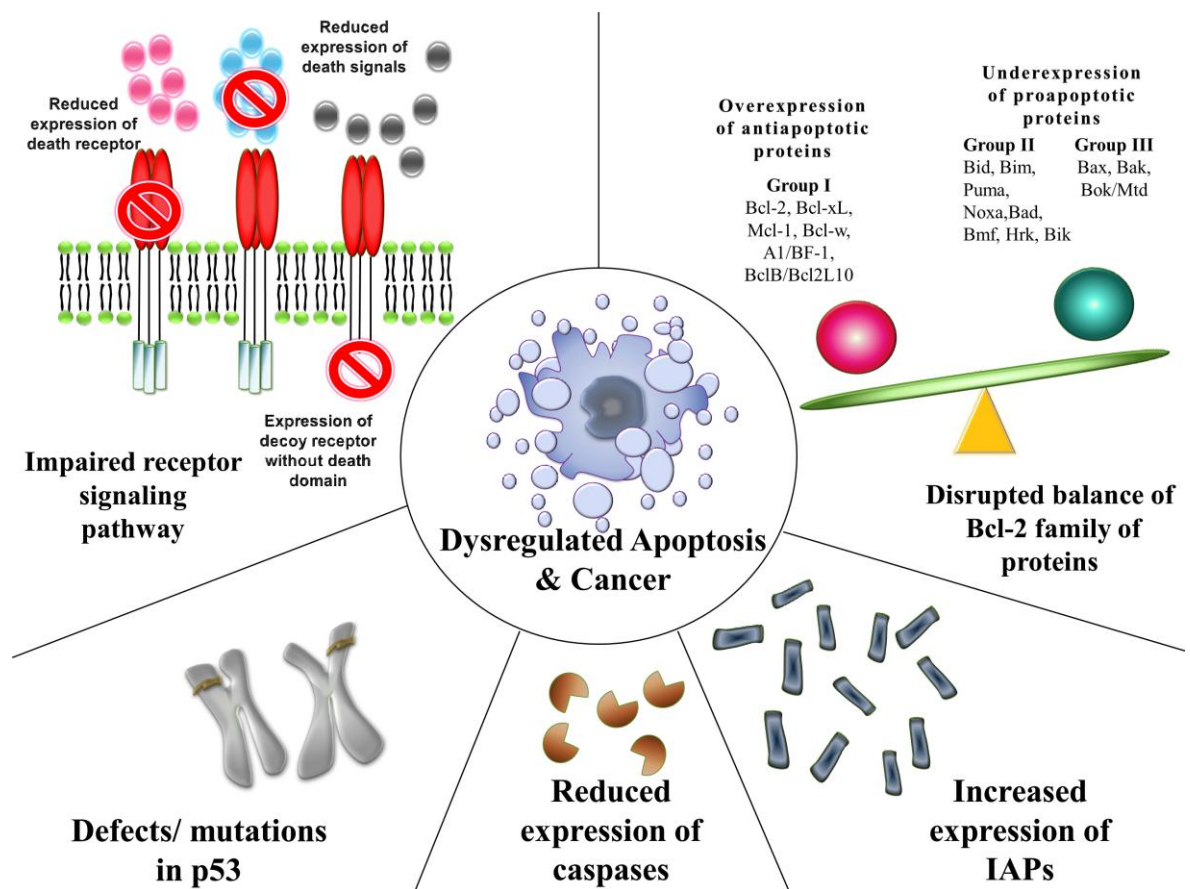 Reduced
expression of
death signals
Reduced
expression of
death receptor
Expression of
decoy receptor
without death
domain
Impaired receptor
signaling
pathway
Overexpression
of antiapoptotic
proteins
Group I
Bcl-2, Bcl-xL,
Mcl-1, Bcl-w,
A1/BF-1,
BclB/Bcl2L10
Underexpression
of proapoptotic
proteins
Group II
Bid, Bim,
Puma,
Noxa,Bad,
Bmf, Hrk, Bik
Group III
Bax, Bak,
Bok/Mtd
Disrupted balance of
Bcl-2 family of
proteins
Dysregulated Apoptosis
& Cancer
Defects/ mutations
in p53
Reduced
expression of
caspases
Increased
expression of
IAPs